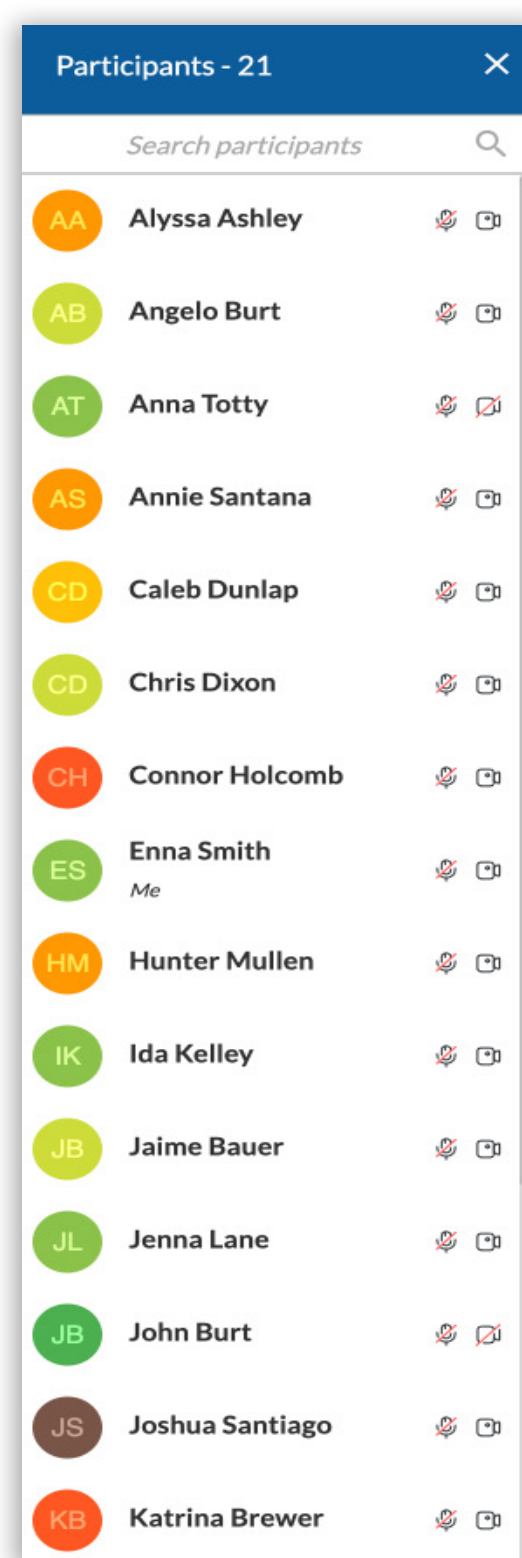 Participants - 21
Search participants
AA Alyssa Ashley
AB Angelo Burt
AT Anna Totty
AS Annie Santana
CD Caleb Dunlap
CD Chris Dixon
CH Connor Holcomb
ES Enna Smith
Me
HM Hunter Mullen
IK Ida Kelley
JB Jaime Bauer
JL Jenna Lane
JB John Burt
JS Joshua Santiago
KB Katrina Brewer